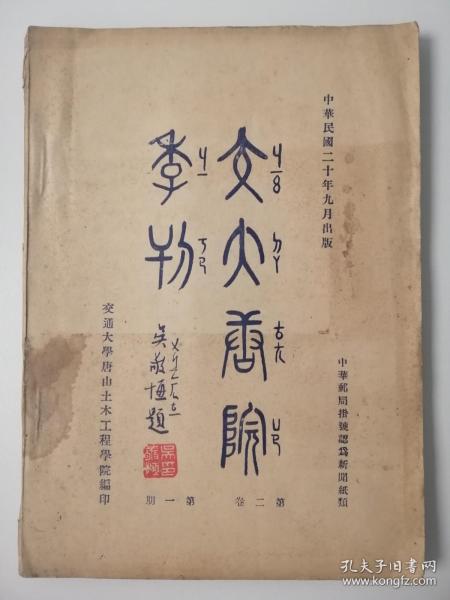 中華民國二十年九月出版
中華郵局掛號認爲新聞紙類
交大唐院
季刊
吳敬恆題
交通大學唐山土木工程學院編印
第二卷
第一期
孔夫子旧书网
www.kongfz.com